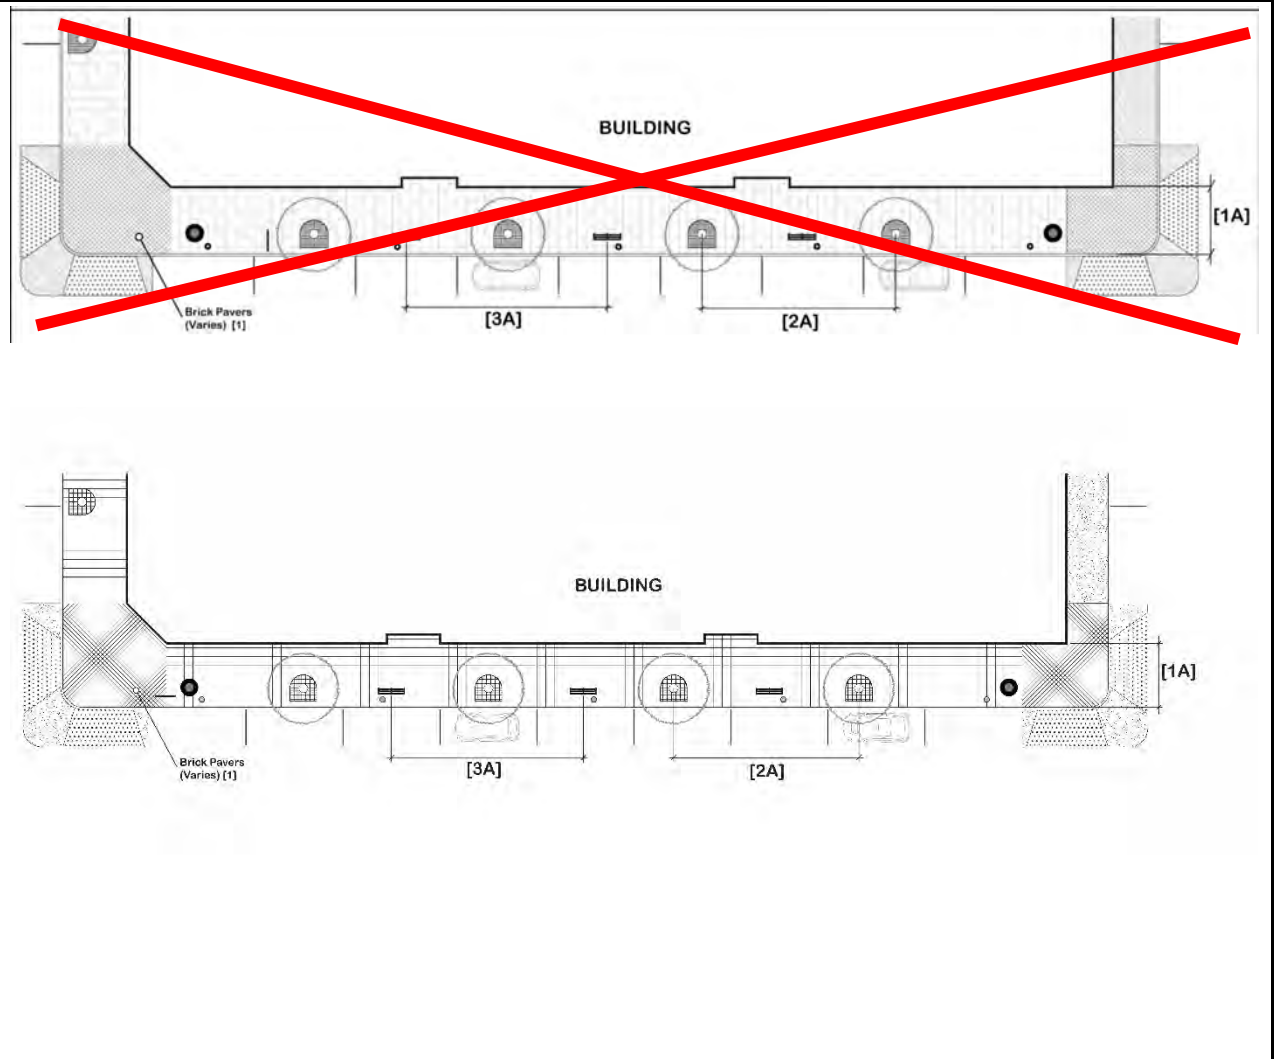 BUILDING
[1A]
Brick Pavers
(Varies) [1]
[3A]
[2A]
BUILDING
[1A]
Brick Pavers
(Varies) [1]
[3A]
[2A]